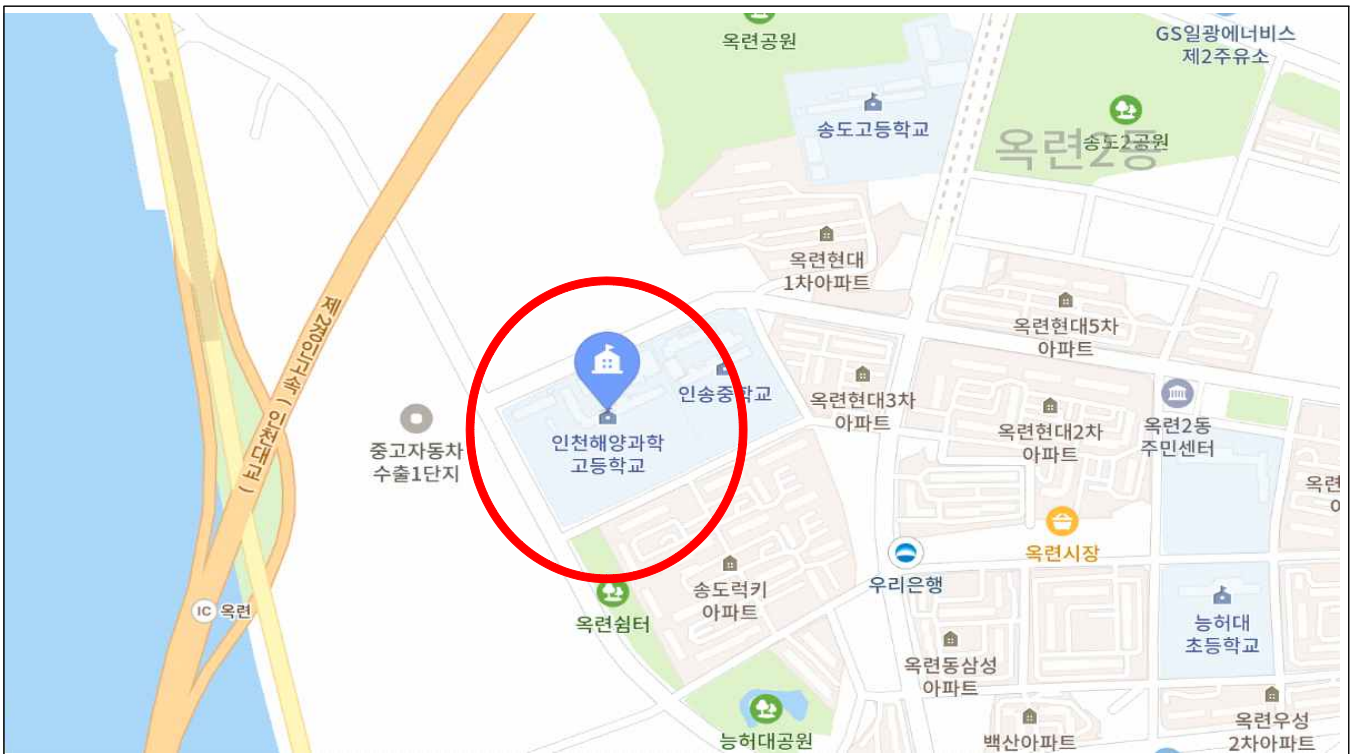 옥련공원
GS일광에너비스
제2주유소
송도고등학교
옥련2동
송도2공원
옥련현대
1차아파트
옥련현대5차
아파트
제2경인고속(인천대교)
인송중학교
옥련현대3차
아파트
옥련현대2차
아파트
옥련2동
주민센터
중고자동차
수출1단지
인천해양과학
고등학교
옥련
옥련시장
우리은행
송도럭키
아파트
IC 옥련
옥련쉼터
능허대
초등학교
옥련동삼성
아파트
능허대공원
백산아파트
옥련우성
2차아파트